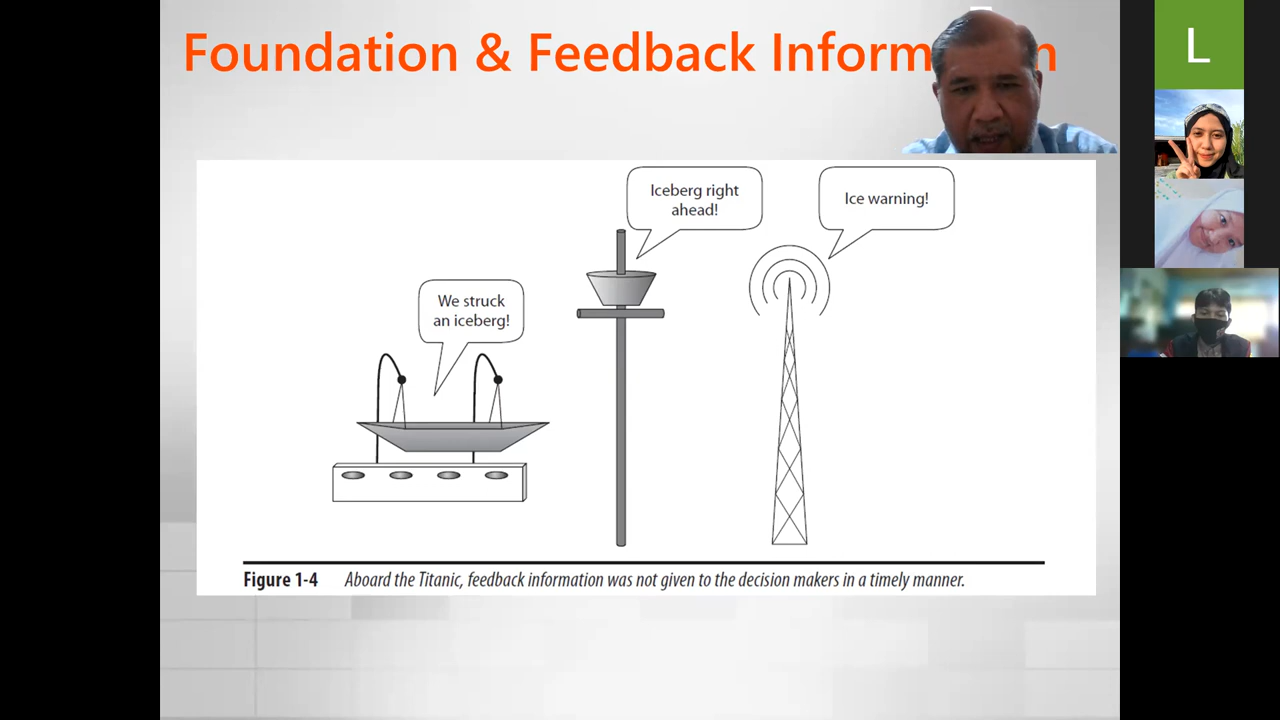 Foundation & Feedback Inform n
L
Iceberg right
ahead!
Ice warning!
We struck
an iceberg!
Figure 1-4 Aboard the Titanic, feedback information was not given to the decision makers in a timely manner.